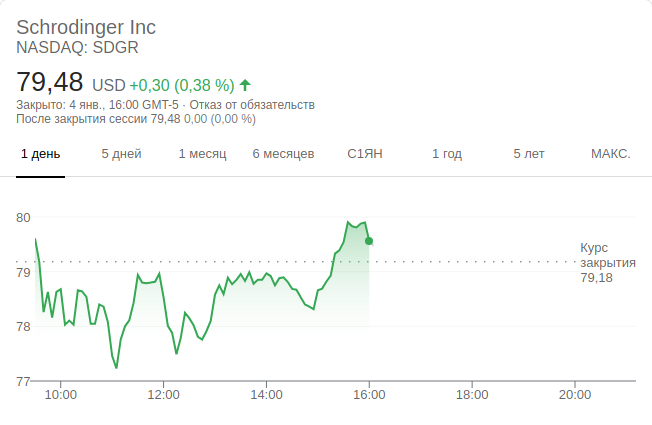 Schrodinger Inc
NASDAQ: SDGR
79,48 USD +0,30 (0,38 %)
Закрыто: 4 янв., 16:00 GMT-5 · Отказ от обязательств
После закрытия сессии 79,48 0,00 (0,00 %)
1 день 5 дней 1 месяц 6 месяцев С1ЯН 1 год 5 лет МАКС.
80
Курс
закрытия
79,18
79
78
77
10:00 12:00 14:00 16:00 18:00 20:00